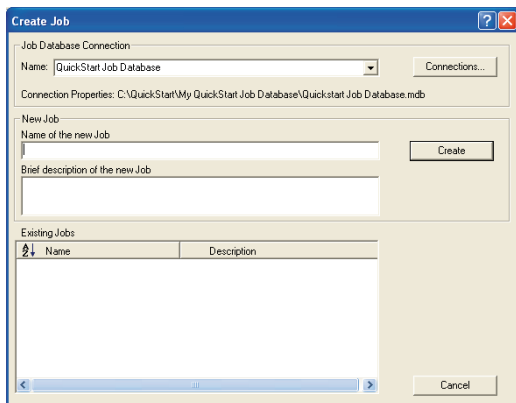 Create Job
Job Database Connection
Name: QuickStart Job Database
Connections...
Connection Properties: C:\QuickStart\My QuickStart Job Database\Quickstart Job Database.mdb
New Job
Name of the new Job
Create
Brief description of the new Job
Existing Jobs
AZ Name Description
Cancel